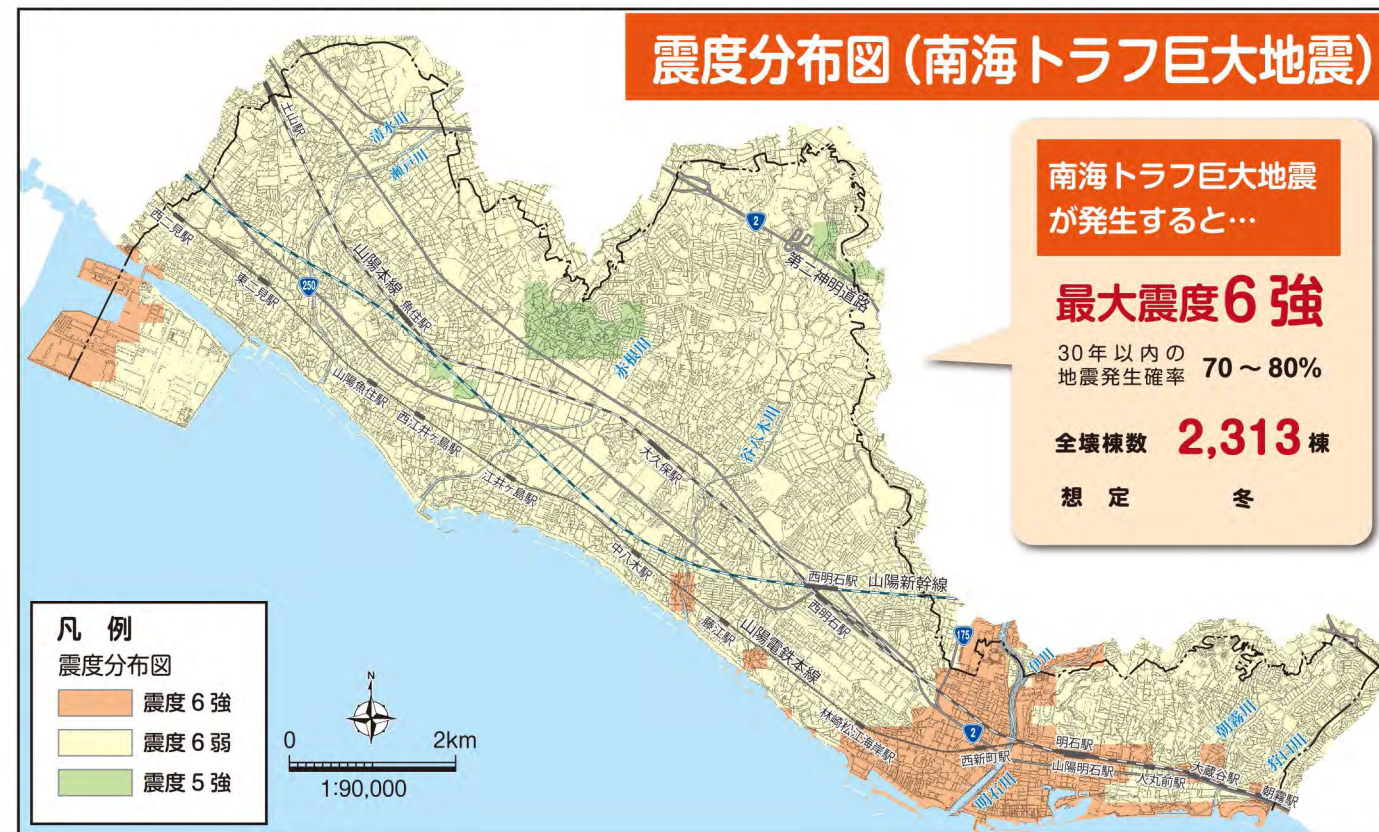 震度分布図（南海トラフ巨大地震）
南海トラフ巨大地震
が発生すると…
最大震度6強
30年以内の
地震発生確率 70～80%
全壊棟数 2,313棟
想定 冬
土山駅
清水川
瀬戸川
西二見駅
東二見駅
250
山陽本線
魚住駅
2
第二神明道路
赤根川
山陽魚住駅
西江井ヶ島駅
江井ヶ島駅
谷八木川
大久保駅
中八木駅
藤江駅
山陽電鉄本線
西明石駅
山陽新幹線
西明石駅
175
伊川
林崎松江海岸駅
2
西新町駅
明石川
明石駅
山陽明石駅
人丸前駅
大蔵谷駅
朝霧川
狩口川
朝霧駅
凡例
震度分布図
震度6強
震度6弱
震度5強
N
0 2km
1:90,000